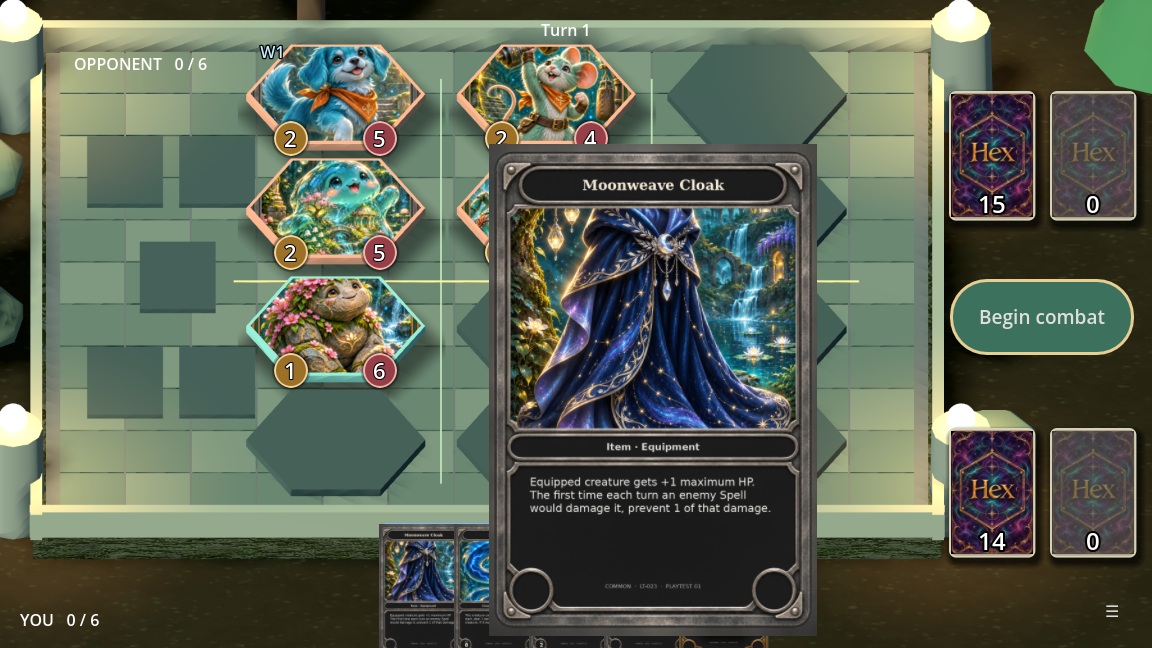 Turn 1
OPPONENT 0 / 6
W1
2 5
2 4
2 5
1 6
Hex
15
Hex
0
Begin combat
Hex
14
Hex
0
Moonweave Cloak
Item · Equipment
Equipped creature gets +1 maximum HP.
The first time each turn an enemy Spell
would damage it, prevent 1 of that damage.
COMMON · LT-023 · PLAYTEST 01
Moonweave Cloak
YOU 0 / 6